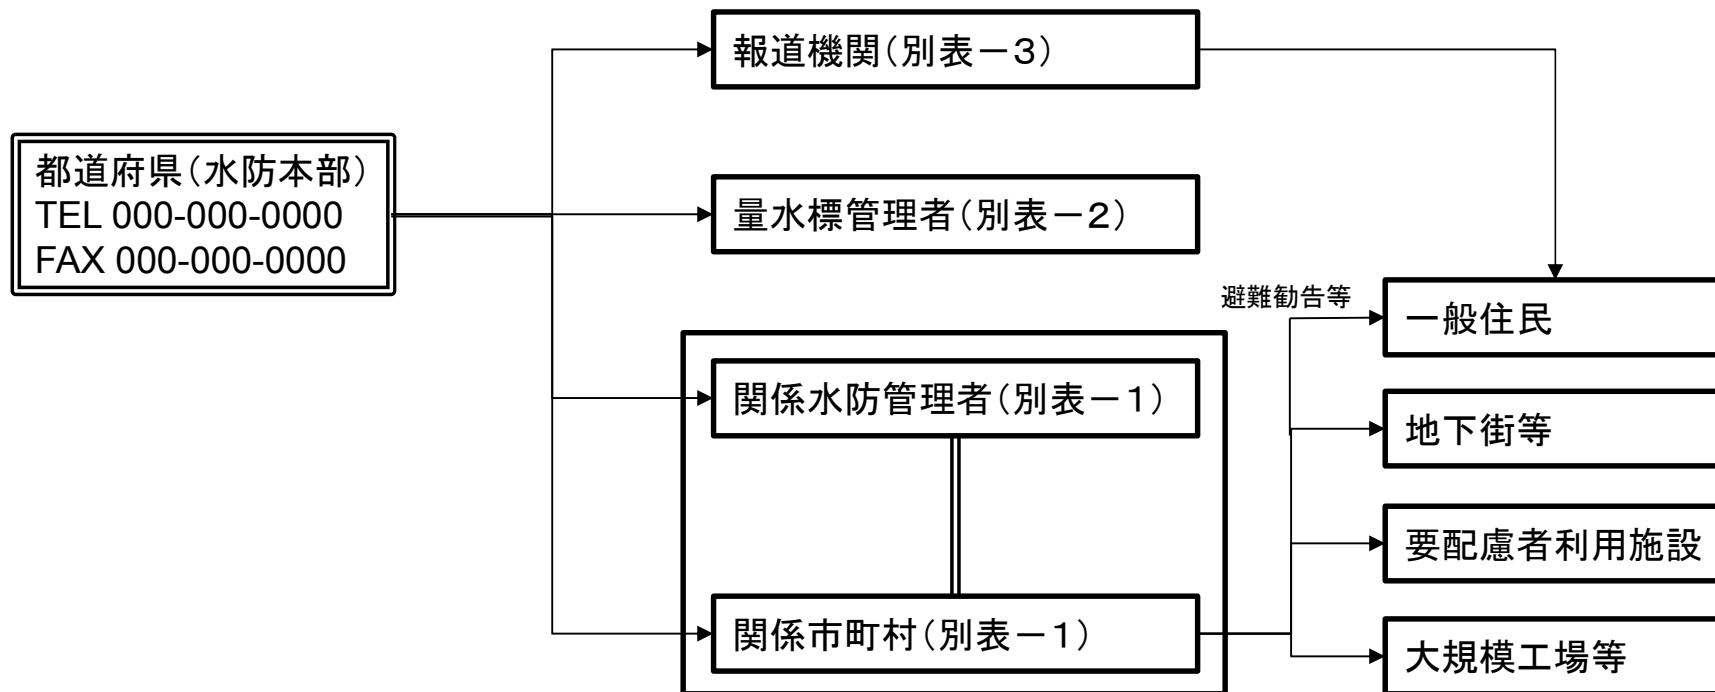 報道機関(別表－3)
都道府県(水防本部)
TEL 000-000-0000
FAX 000-000-0000
量水標管理者(別表－2)
避難勧告等
一般住民
関係水防管理者(別表－1)
地下街等
要配慮者利用施設
関係市町村(別表－1)
大規模工場等